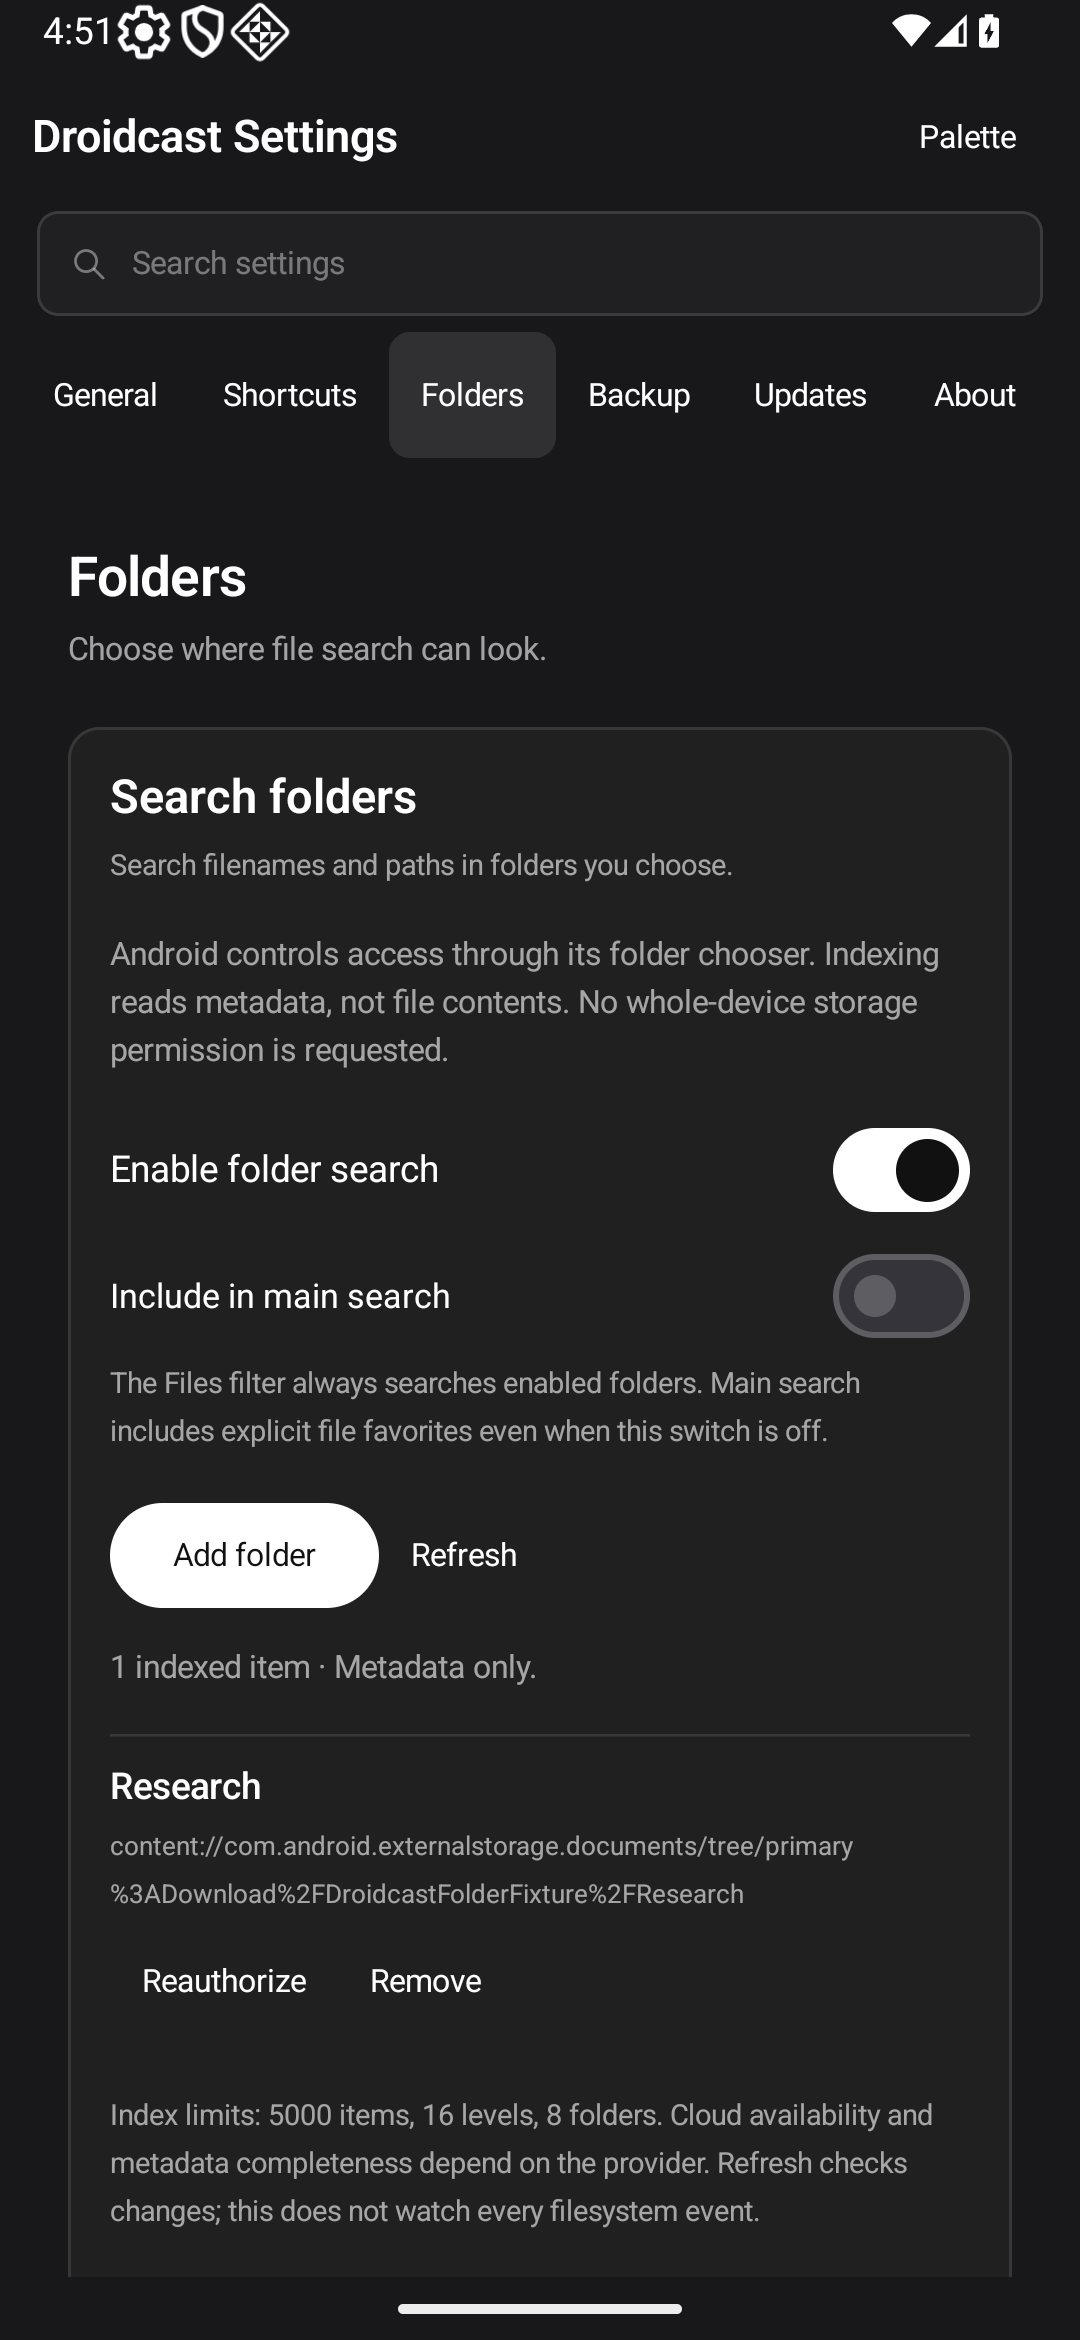 4:51
Droidcast Settings
Palette
Search settings
General
Shortcuts
Folders
Backup
Updates
About
Folders
Choose where file search can look.
Search folders
Search filenames and paths in folders you choose.
Android controls access through its folder chooser. Indexing
reads metadata, not file contents. No whole-device storage
permission is requested.
Enable folder search
Include in main search
The Files filter always searches enabled folders. Main search
includes explicit file favorites even when this switch is off.
Add folder
Refresh
1 indexed item · Metadata only.
Research
content://com.android.externalstorage.documents/tree/primary
%3ADownload%2FDroidcastFolderFixture%2FResearch
Reauthorize
Remove
Index limits: 5000 items, 16 levels, 8 folders. Cloud availability and
metadata completeness depend on the provider. Refresh checks
changes; this does not watch every filesystem event.